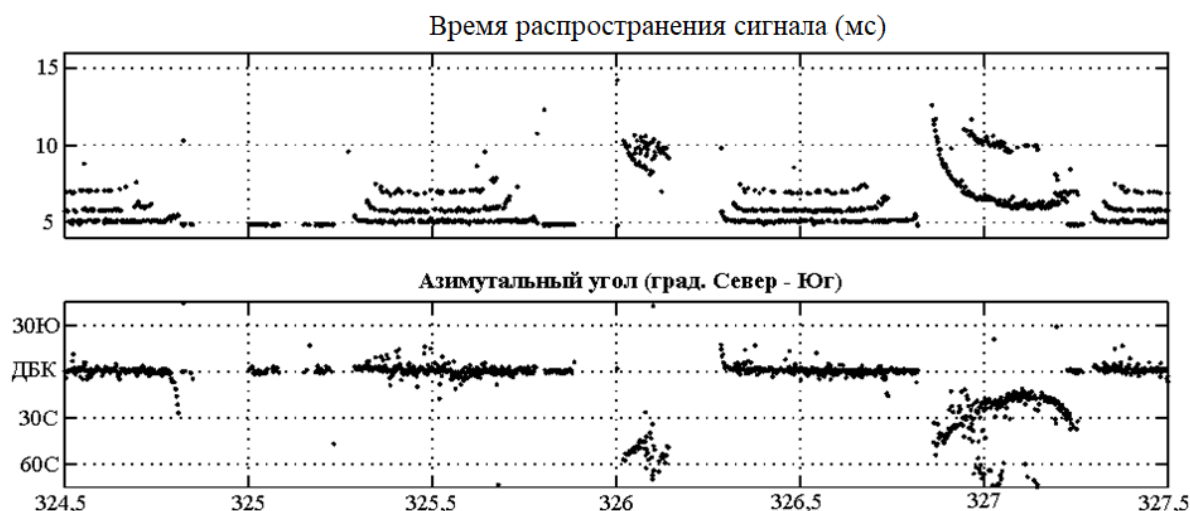 Время распространения сигнала (мс)
15
10
5
Азимутальный угол (град. Север - Юг)
30Ю
ДБК
30С
60С
324,5 325 325,5 326 326,5 327 327,5